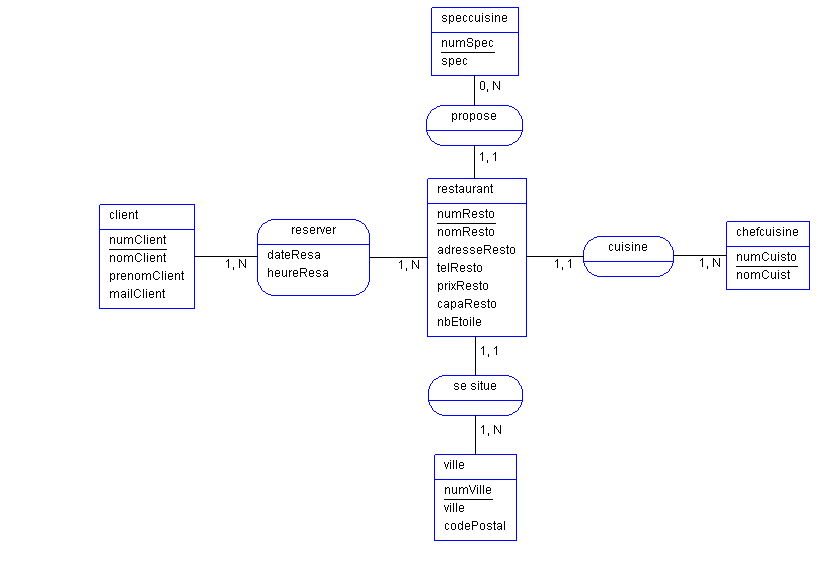 speccuisine
numSpec
spec
0, N
propose
1, 1
restaurant
numResto
nomResto
adresseResto
telResto
prixResto
capaResto
nbEtoile
client
numClient
nomClient
prenomClient
mailClient
1, N
reserver
dateResa
heureResa
1, N
1, 1
cuisine
1, N
chefcuisine
numCuisto
nomCuist
1, 1
se situe
1, N
ville
numVille
ville
codePostal